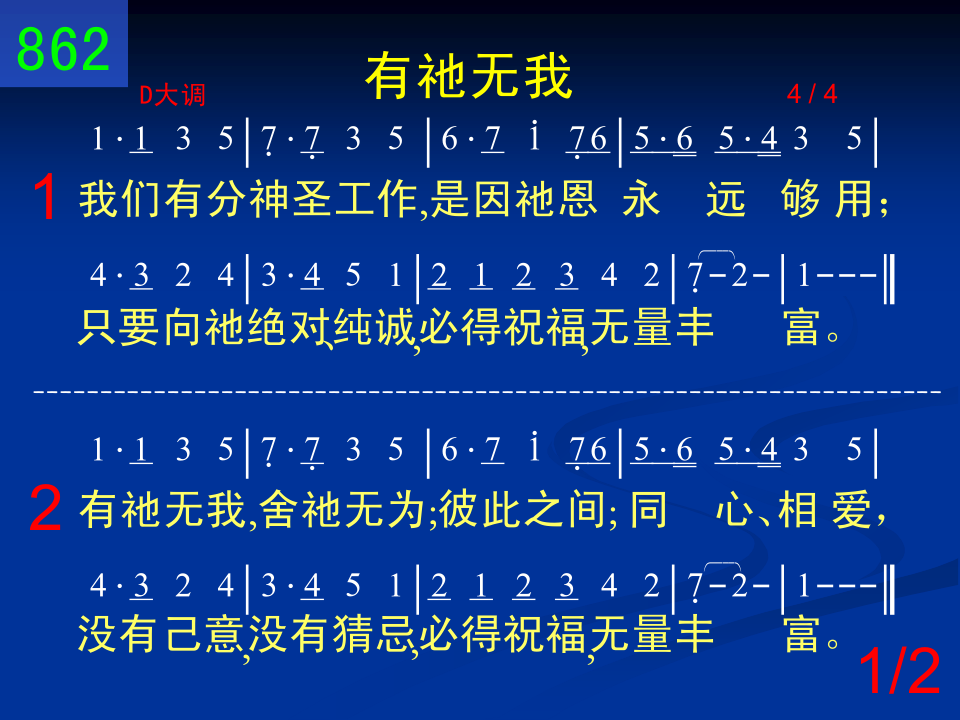 862
有祂无我
D大调 4/4
1·1 3 5|7·7 3 5|6·7 i 76|5·6 5·4 3 5|
1 我们有分神圣工作,是因祂恩 永 远 够 用;
4·3 2 4|3·4 5 1|2 1 2 3 4 2|7-2-|1---‖
只要向祂绝对、纯诚,必得祝福,无量丰 富。
1·1 3 5|7·7 3 5|6·7 i 76|5·6 5·4 3 5|
2 有祂无我,舍祂无为;彼此之间;同 心、相 爱,
4·3 2 4|3·4 5 1|2 1 2 3 4 2|7-2-|1---‖
没有己意,没有猜忌,必得祝福,无量丰 富。
1/2